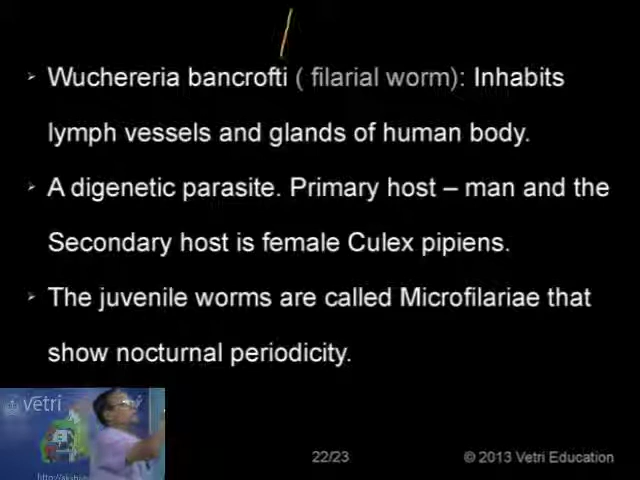 ➢ Wuchereria bancrofti ( filarial worm): Inhabits
lymph vessels and glands of human body.
➢ A digenetic parasite. Primary host – man and the
Secondary host is female Culex pipiens.
➢ The juvenile worms are called Microfilariae that
show nocturnal periodicity.
vetri
22/23
© 2013 Vetri Education